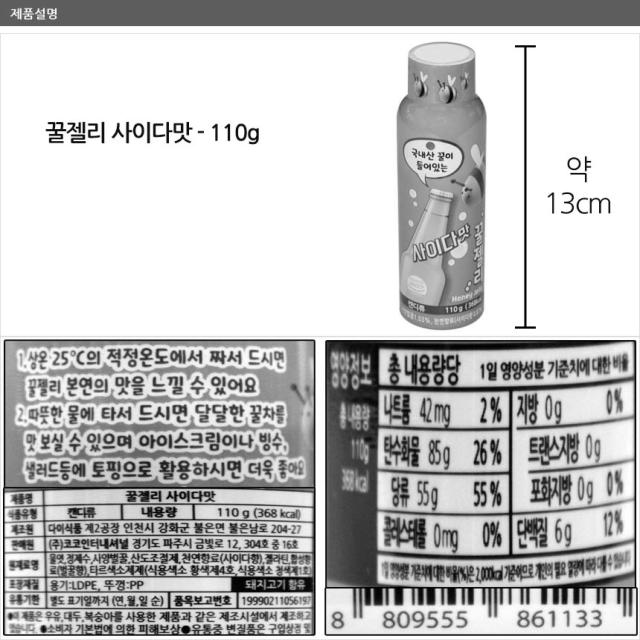 제품설명
꿀젤리 사이다맛 - 110g
국내산 꿀이
들어있는
사이다맛
꿀젤리
Honey
캔디류
110 g (368
약
13cm
1.상온 25℃의 적정온도에서 짜서 드시면
꿀젤리 본연의 맛을 느낄 수 있어요
2.따뜻한 물에 타서 드시면 달달한 꿀차를
맛 보실 수 있으며 아이스크림이나 빙수,
샐러드등에 토핑으로 활용하시면 더욱 좋아요
제품명 꿀젤리 사이다맛
식품유형 캔디류 내용량 110 g (368 kcal)
제조원 다이식품 제2공장 인천시 강화군 불은면 불은남로 204-27
판매원 (주)코코인터내셔널 경기도 파주시 금빛로 12, 304호 중 16호
원재료명 물엿,정제수,사양벌꿀,산도조절제,천연향료(사이다향),젤라틴,합성향
료(벌꿀향),타르색소제제(식용색소 황색제4호, 식용색소 청색제1호)
포장재질 용기:LDPE, 뚜껑:PP 돼지고기 함유
유통기한 별도 표기일까지 (연,월,일 순) 품목보고번호 19990211056197
●이 제품은 우유,대두,복숭아를 사용한 제품과 같은 제조시설에서 제조하고
있습니다. ●소비자 기본법에 의한 피해보상●유통중 변질품은 구입상점 및
영양정보
총 내용량
110g
368 kcal
총 내용량당 1일 영양성분 기준치에 대한 비율
나트륨 42mg 2% 지방 0g 0%
탄수화물 85g 26% 트랜스지방 0g
당류 55g 55% 포화지방 0g 0%
콜레스테롤 0mg 0% 단백질 6g 12%
1일 영양성분 기준치에 대한 비율(%)은 2,000kcal 기준이므로 개인의 필요 열량에 따라 다를 수 있습니다.
8 809555 861133